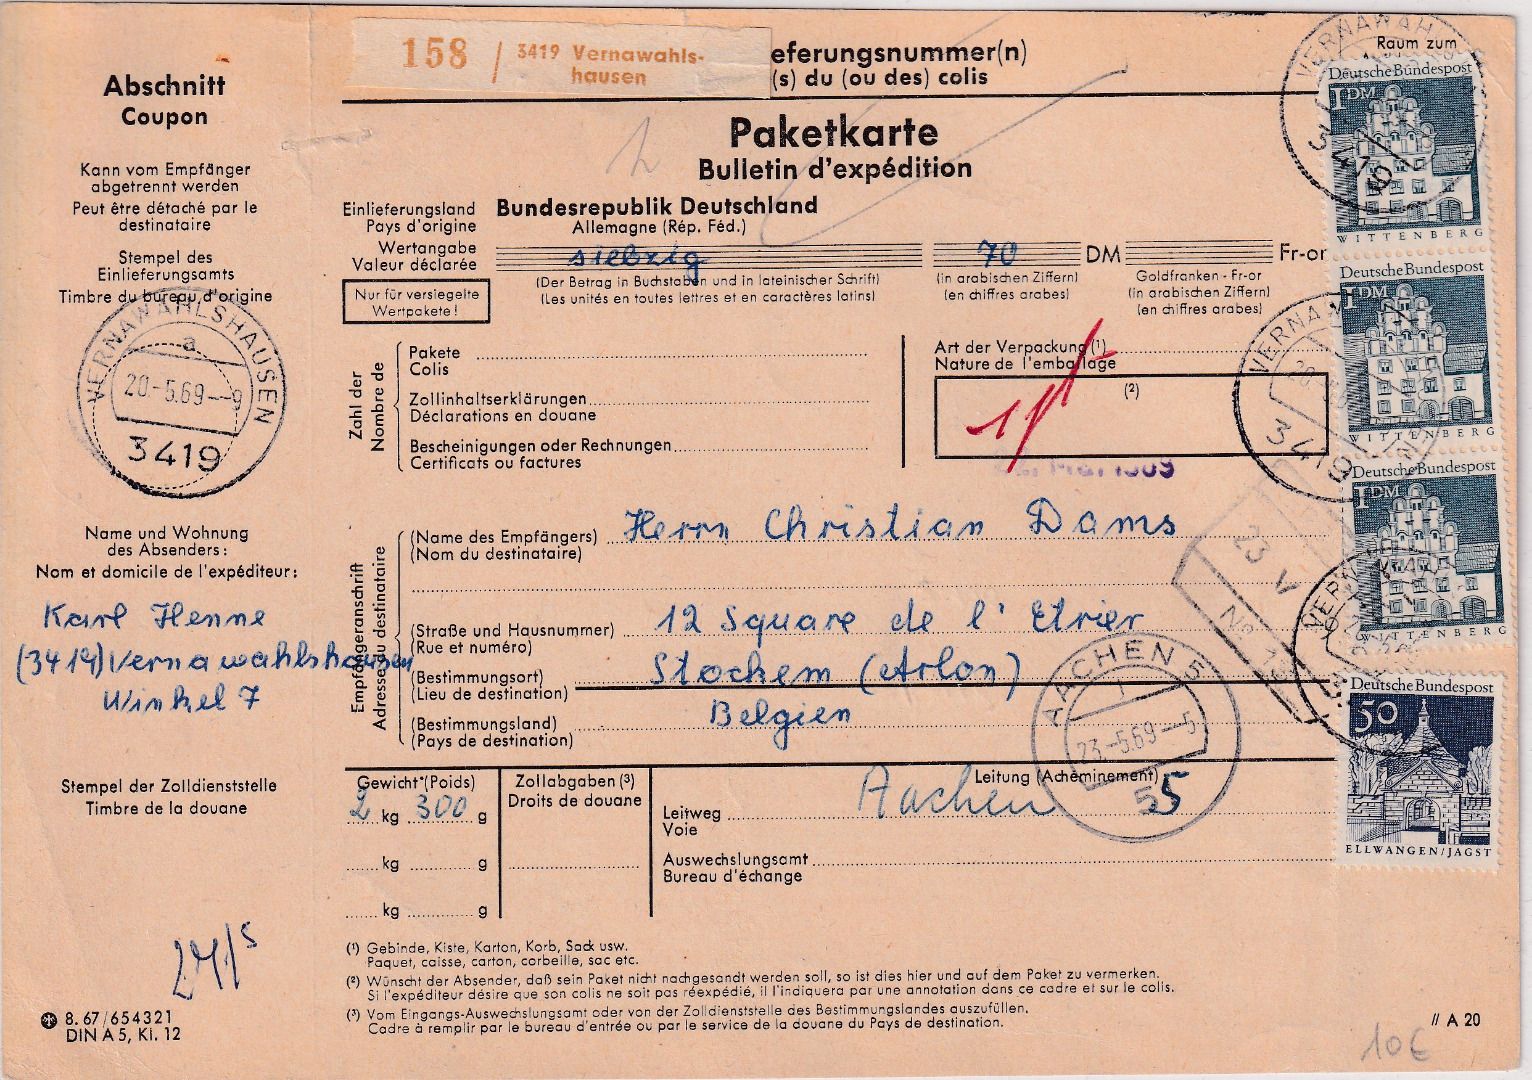 158 / 3419 Vernawahls-
hausen
eferungsnummer(n)
(s) du (ou des) colis
Raum zum
Abschnitt
Coupon
Kann vom Empfänger
abgetrennt werden
Peut être détaché par le
destinataire
Stempel des
Einlieferungsamts
Timbre du bureau d'origine
VERNAWAHLSHAUSEN
a
20.-5.69--9
3419
Name und Wohnung
des Absenders:
Nom et domicile de l'expéditeur:
Karl Henne
(3419) Vernawahlshausen
Winkel 7
Stempel der Zolldienststelle
Timbre de la douane
24/5
8. 67/654321
DIN A 5, Kl. 12
Paketkarte
Bulletin d'expédition
Einlieferungsland
Pays d'origine
Bundesrepublik Deutschland
Allemagne (Rép. Féd.)
Wertangabe
Valeur déclarée
siebzig
70 DM
Fr-or
(Der Betrag in Buchstaben und in lateinischer Schrift)
(Les unités en toutes lettres et en caractères latins)
(in arabischen Ziffern)
(en chiffres arabes)
Goldfranken - Fr-or
(in arabischen Ziffern)
(en chiffres arabes)
Nur für versiegelte
Wertpakete!
Zahl der
Nombre de
Pakete
Colis
Zollinhaltserklärungen
Déclarations en douane
Bescheinigungen oder Rechnungen
Certificats ou factures
Art der Verpackung (1)
Nature de l'emballage
(2)
Empfängeranschrift
Adresse du destinataire
(Name des Empfängers)
(Nom du destinataire)
Herrn Christian Dams
(Straße und Hausnummer)
(Rue et numéro)
12 Square de l' Etrier
(Bestimmungsort)
(Lieu de destination)
Stochem (Arlon)
(Bestimmungsland)
(Pays de destination)
Belgien
AACHEN 5
23.-5.69--5
55
23 V
Gewicht (Poids)
2 kg 300 g
kg g
kg g
Zollabgaben (3)
Droits de douane
Leitung (Acheminement)
Leitweg
Voie
Aachen 5
Auswechslungsamt
Bureau d'échange
(1) Gebinde, Kiste, Karton, Korb, Sack usw.
Paquet, caisse, carton, corbeille, sac etc.
(2) Wünscht der Absender, daß sein Paket nicht nachgesandt werden soll, so ist dies hier und auf dem Paket zu vermerken.
Si l'expéditeur désire que son colis ne soit pas réexpédié, il l'indiquera par une annotation dans ce cadre et sur le colis.
(3) Vom Eingangs-Auswechslungsamt oder von der Zolldienststelle des Bestimmungslandes auszufüllen.
Cadre à remplir par le bureau d'entrée ou par le service de la douane du Pays de destination.
// A 20
10€
Deutsche Bundespost
1 DM
WITTENBERG
Deutsche Bundespost
1 DM
WITTENBERG
3419
Deutsche Bundespost
1 DM
WITTENBERG
Deutsche Bundespost
50
ELLWANGEN/JAGST